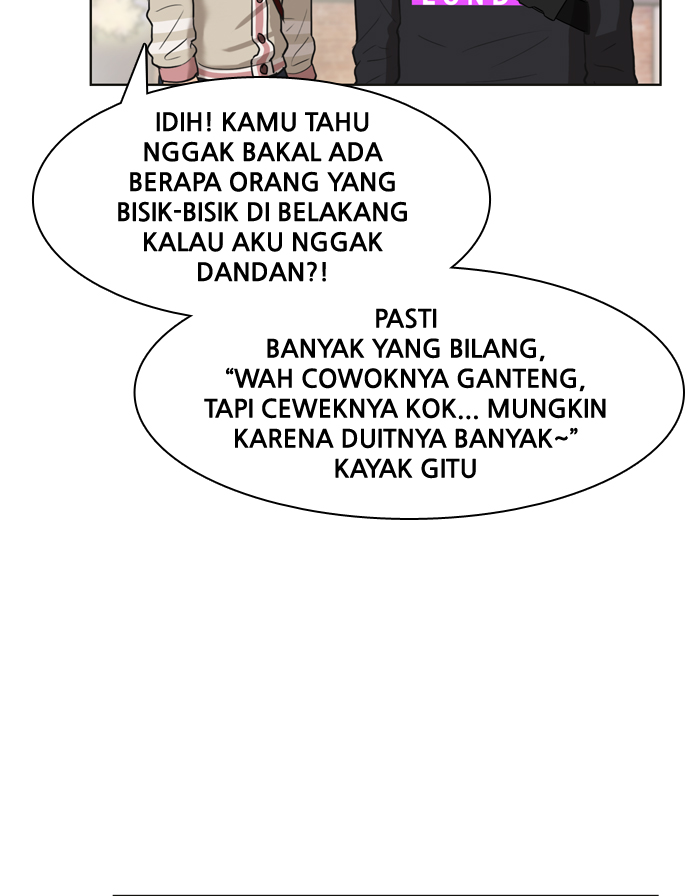 IDIH! KAMU TAHU
NGGAK BAKAL ADA
BERAPA ORANG YANG
BISIK-BISIK DI BELAKANG
KALAU AKU NGGAK
DANDAN?!
PASTI
BANYAK YANG BILANG,
“WAH COWOKNYA GANTENG,
TAPI CEWEKNYA KOK... MUNGKIN
KARENA DUITNYA BANYAK~”
KAYAK GITU